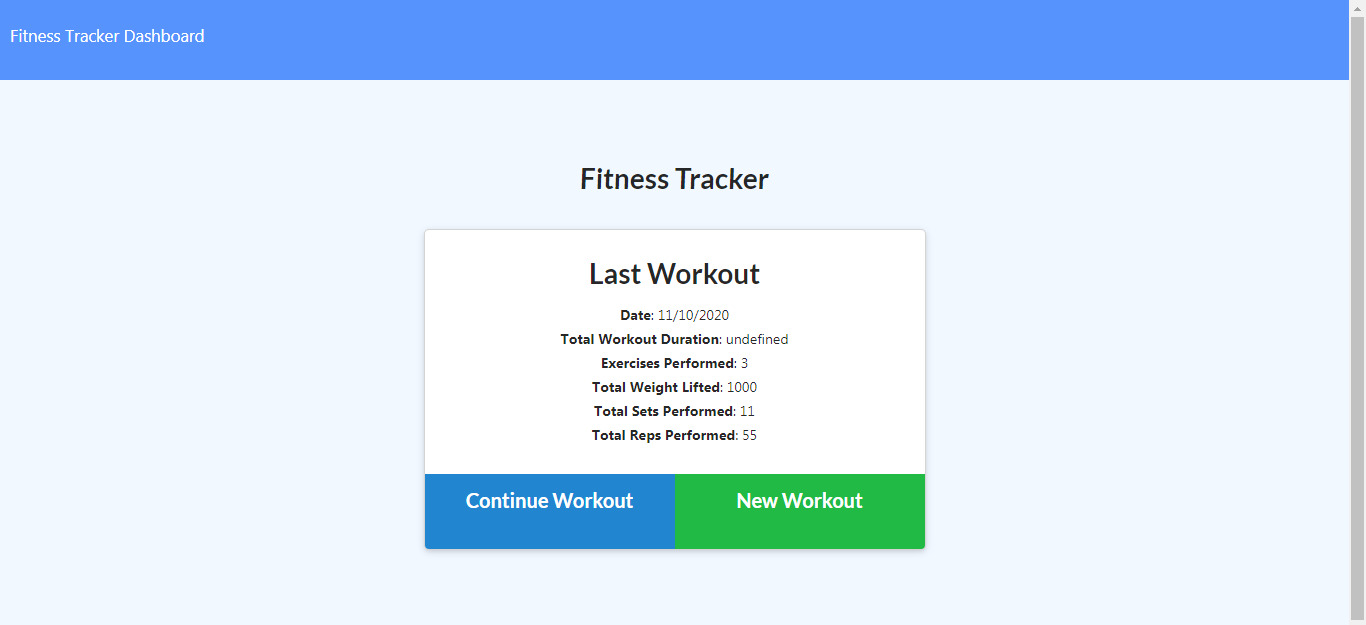 Fitness Tracker Dashboard
Fitness Tracker
Last Workout
Date: 11/10/2020
Total Workout Duration: undefined
Exercises Performed: 3
Total Weight Lifted: 1000
Total Sets Performed: 11
Total Reps Performed: 55
Continue Workout
New Workout